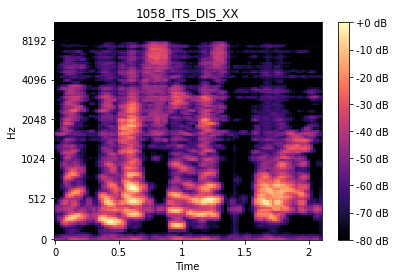 1058_ITS_DIS_XX
8192
4096
2048
1024
512
0
Hz
0
0.5
1
1.5
2
Time
+0 dB
-10 dB
-20 dB
-30 dB
-40 dB
-50 dB
-60 dB
-70 dB
-80 dB